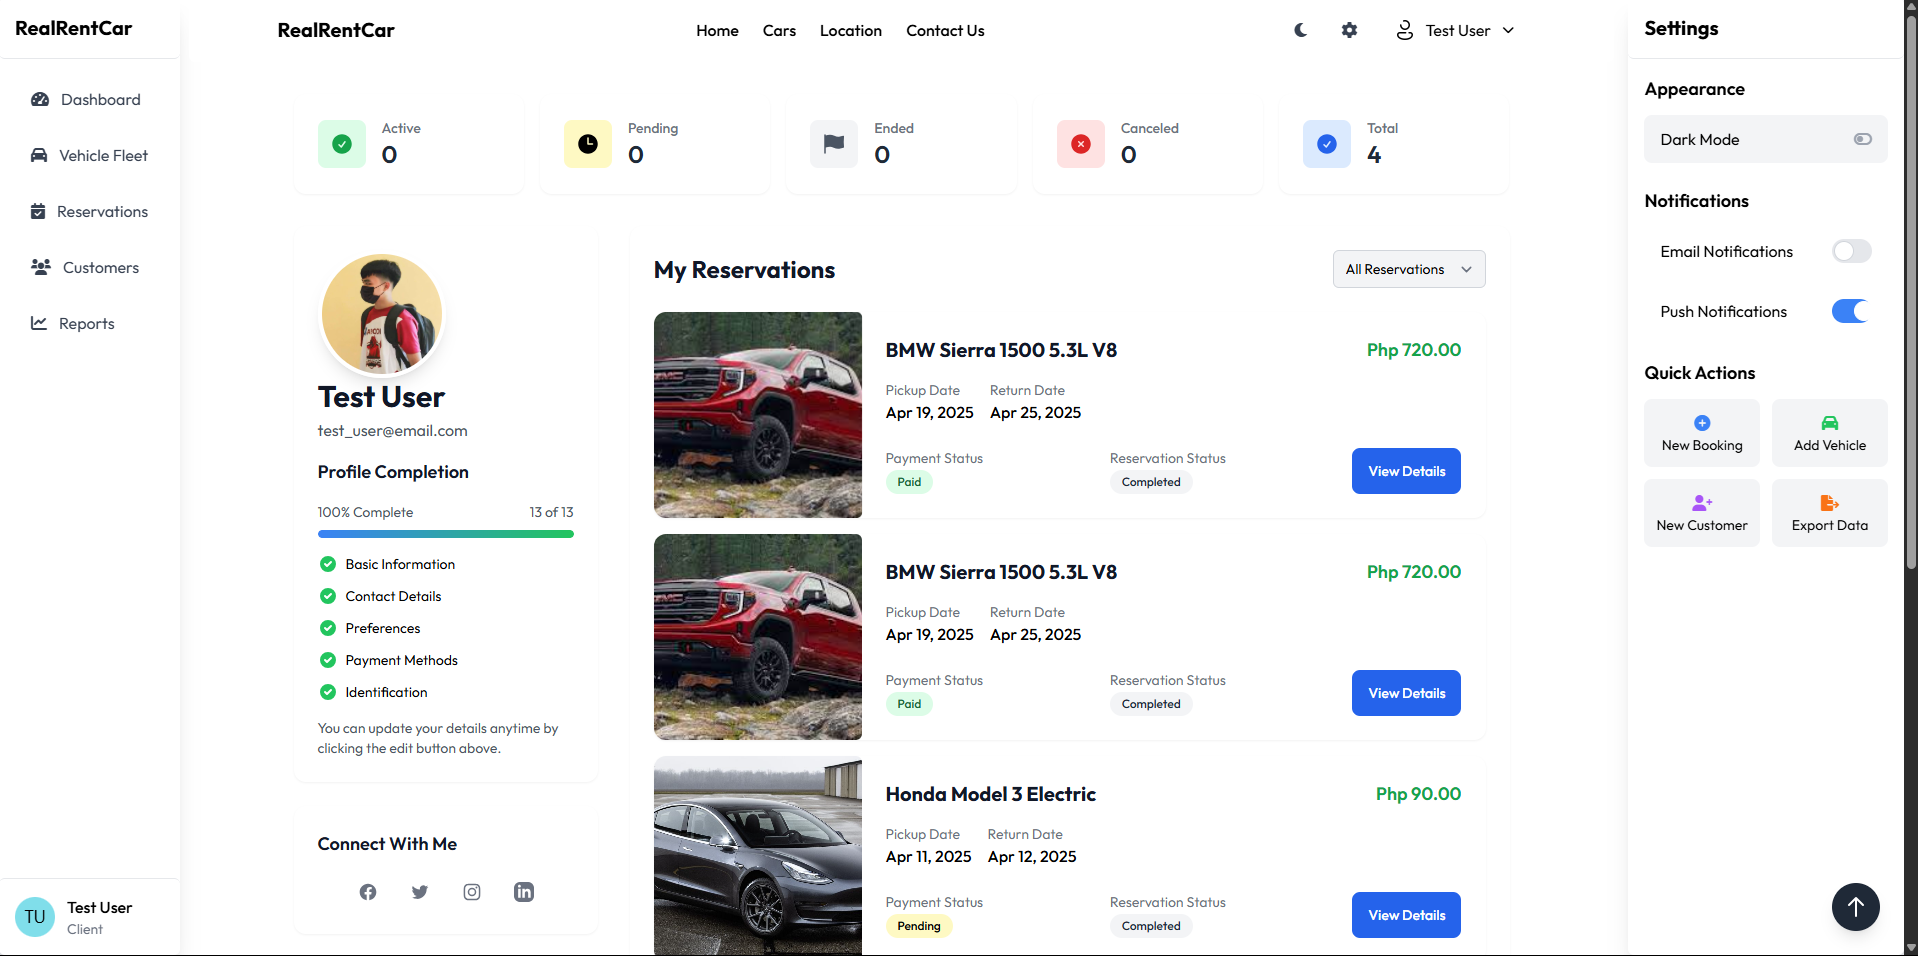 RealRentCar
Dashboard
Vehicle Fleet
Reservations
Customers
Reports
TU
Test User
Client
RealRentCar
Home
Cars
Location
Contact Us
Test User
Active
0
Pending
0
Ended
0
Canceled
0
Total
4
Test User
test_user@email.com
Profile Completion
100% Complete
13 of 13
Basic Information
Contact Details
Preferences
Payment Methods
Identification
You can update your details anytime by
clicking the edit button above.
Connect With Me
My Reservations
All Reservations
BMW Sierra 1500 5.3L V8
Php 720.00
Pickup Date
Return Date
Apr 19, 2025
Apr 25, 2025
Payment Status
Reservation Status
Paid
Completed
View Details
BMW Sierra 1500 5.3L V8
Php 720.00
Pickup Date
Return Date
Apr 19, 2025
Apr 25, 2025
Payment Status
Reservation Status
Paid
Completed
View Details
Honda Model 3 Electric
Php 90.00
Pickup Date
Return Date
Apr 11, 2025
Apr 12, 2025
Payment Status
Reservation Status
Pending
Completed
View Details
Settings
Appearance
Dark Mode
Notifications
Email Notifications
Push Notifications
Quick Actions
New Booking
Add Vehicle
New Customer
Export Data